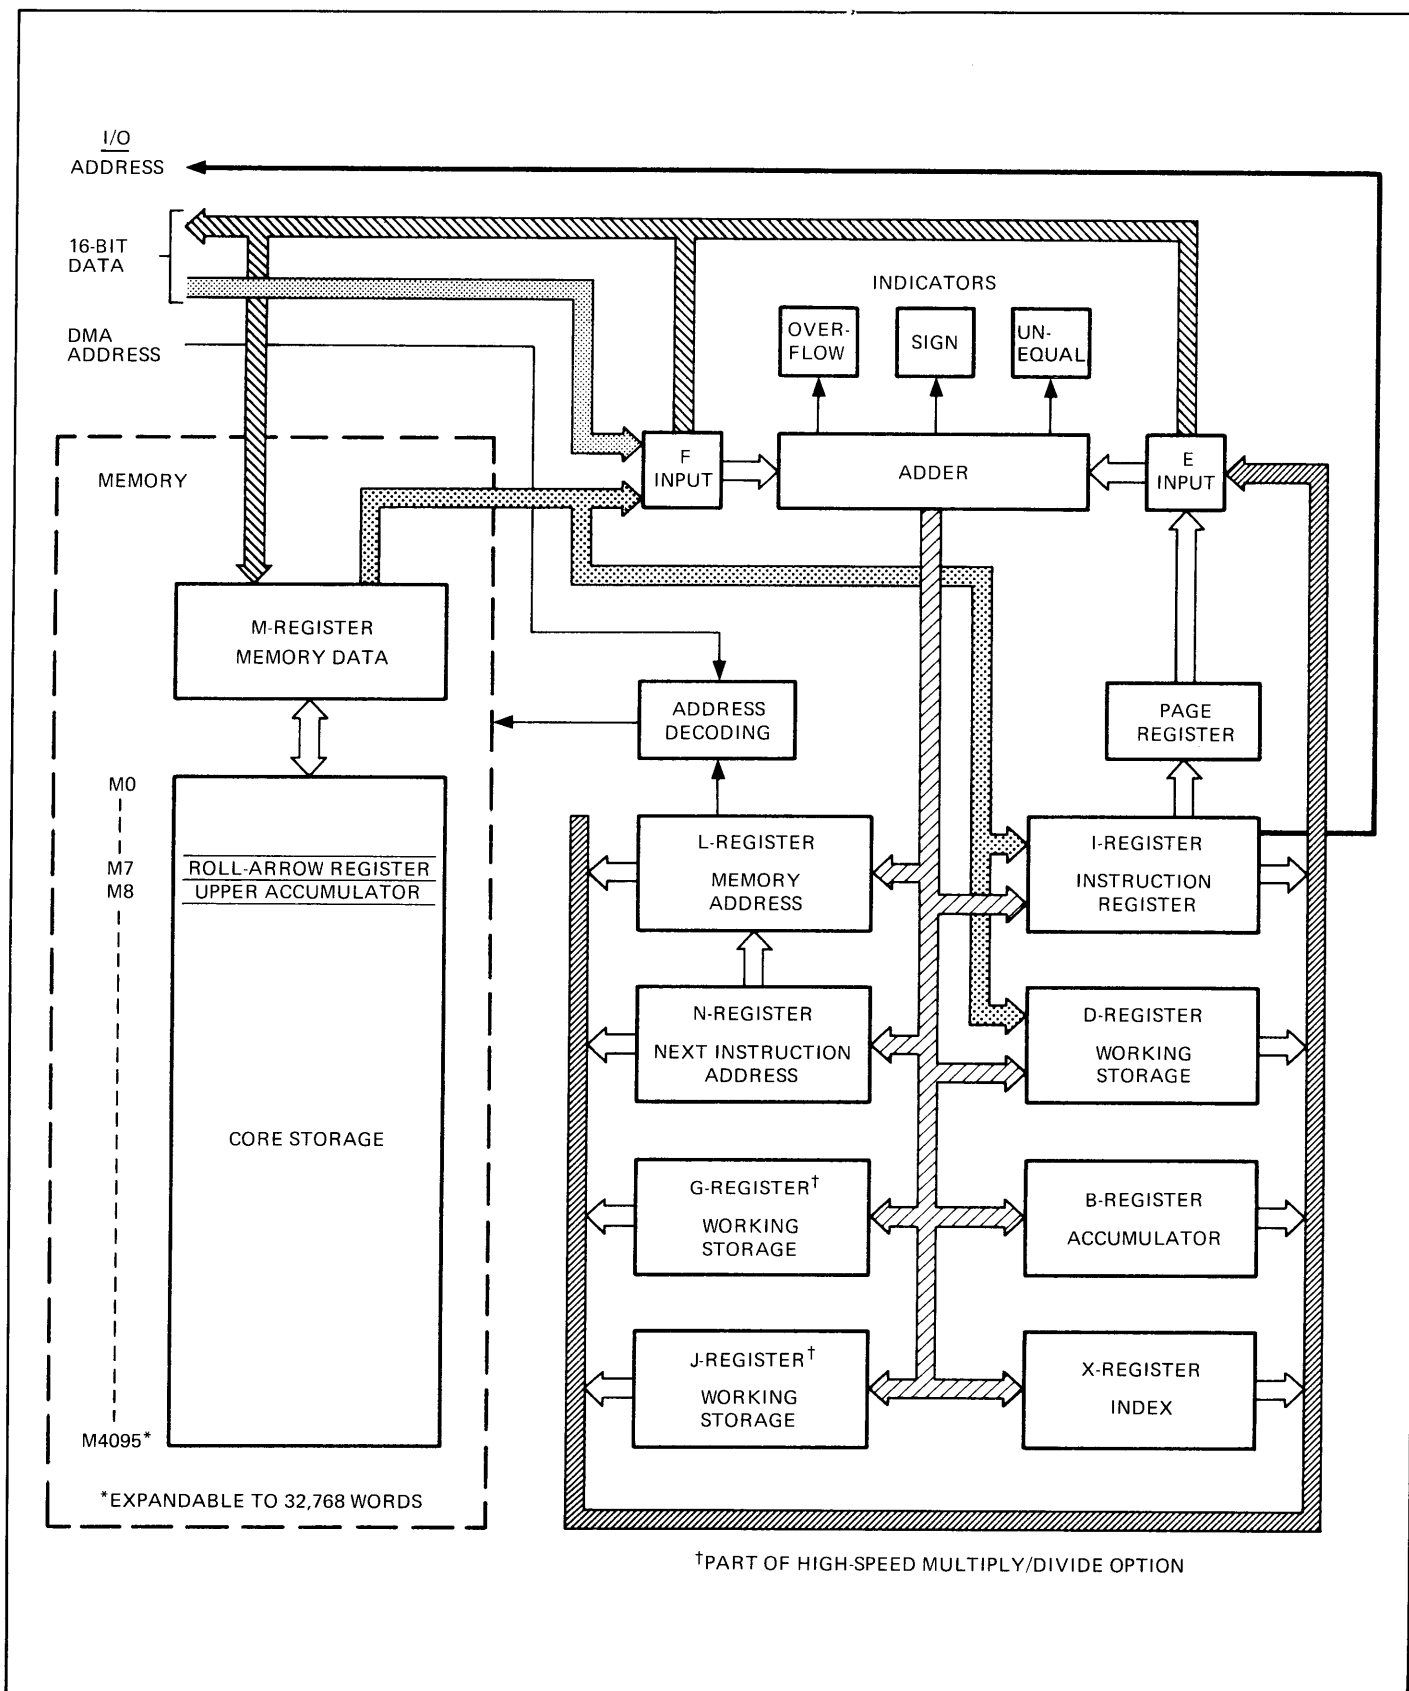 I/O
ADDRESS
16-BIT
DATA
DMA
ADDRESS
INDICATORS
OVER-
FLOW
SIGN
UN-
EQUAL
F
INPUT
ADDER
E
INPUT
MEMORY
M-REGISTER
MEMORY DATA
ADDRESS
DECODING
PAGE
REGISTER
M0
M7
M8
M4095*
ROLL-ARROW REGISTER
UPPER ACCUMULATOR
CORE STORAGE
*EXPANDABLE TO 32,768 WORDS
L-REGISTER
MEMORY
ADDRESS
I-REGISTER
INSTRUCTION
REGISTER
N-REGISTER
NEXT INSTRUCTION
ADDRESS
D-REGISTER
WORKING
STORAGE
G-REGISTER†
WORKING
STORAGE
B-REGISTER
ACCUMULATOR
J-REGISTER†
WORKING
STORAGE
X-REGISTER
INDEX
†PART OF HIGH-SPEED MULTIPLY/DIVIDE OPTION